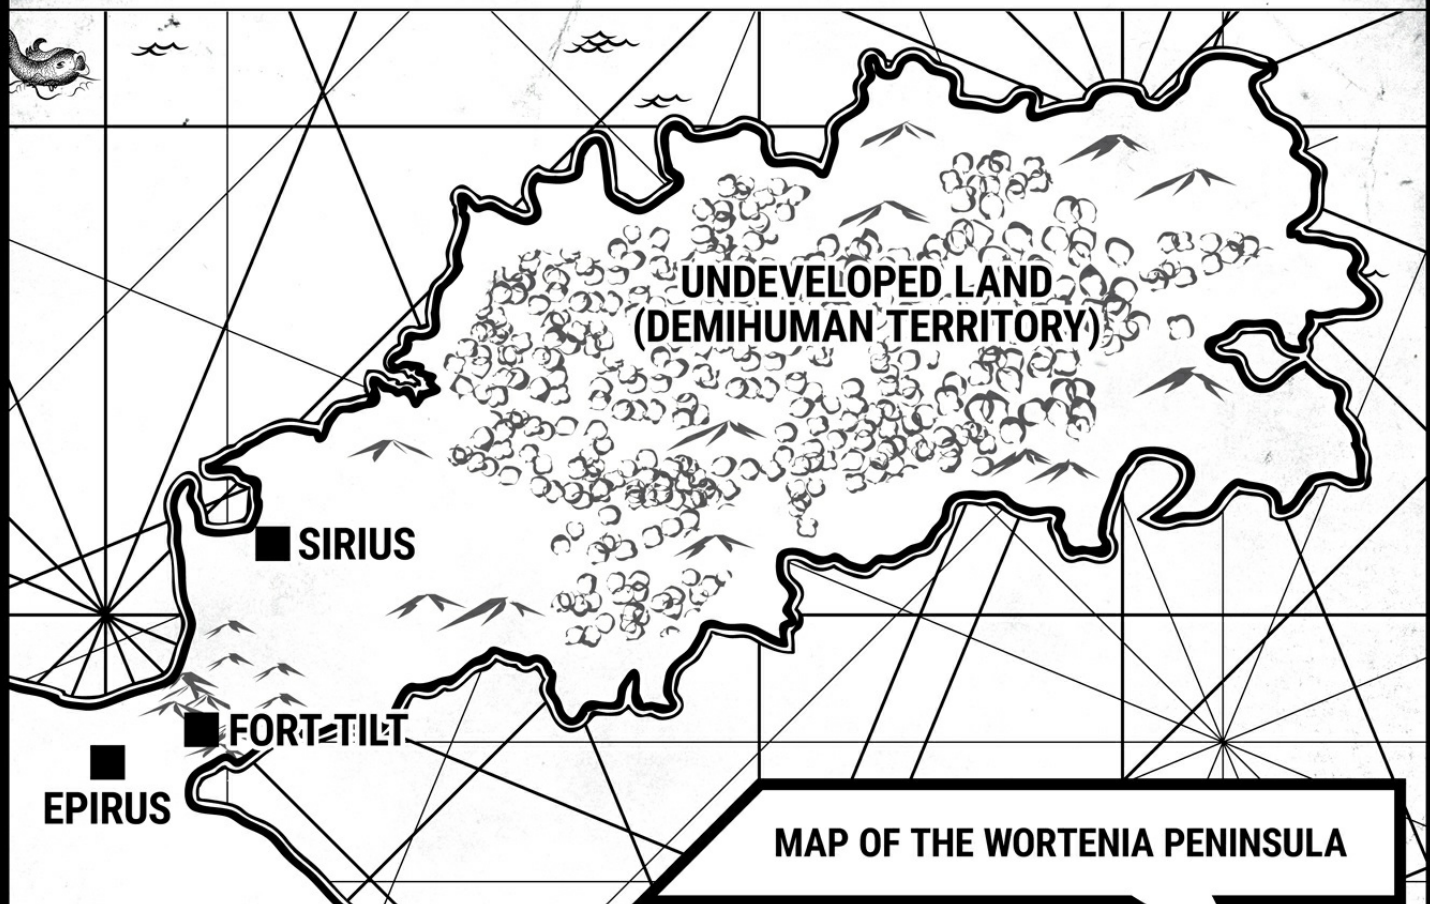 UNDEVELOPED LAND
(DEMIHUMAN TERRITORY)
SIRIUS
FORT TILT
EPIRUS
MAP OF THE WORTENIA PENINSULA